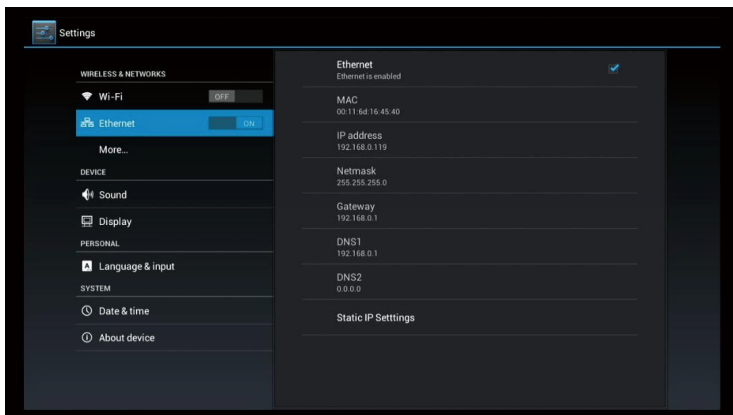 Settings
WIRELESS & NETWORKS
Wi-Fi OFF
Ethernet ON
More...
DEVICE
Sound
Display
PERSONAL
A Language & input
SYSTEM
Date & time
About device
Ethernet
Ethernet is enabled
MAC
00:11:6d:16:45:40
IP address
192.168.0.119
Netmask
255.255.255.0
Gateway
192.168.0.1
DNS1
192.168.0.1
DNS2
0.0.0.0
Static IP Setttings